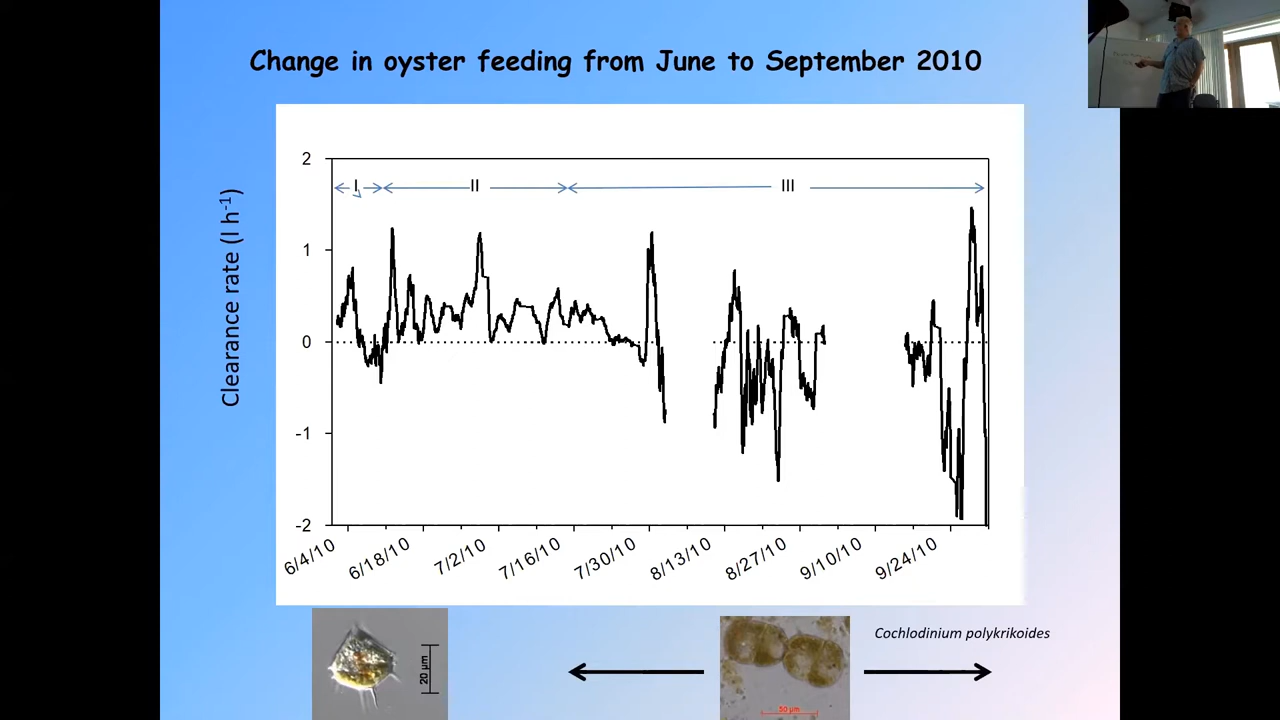 Change in oyster feeding from June to September 2010
Clearance rate (l h-1)
2
1
0
-1
-2
I
II
III
6/4/10
6/18/10
7/2/10
7/16/10
7/30/10
8/13/10
8/27/10
9/10/10
9/24/10
20 µm
50 µm
Cochlodinium polykrikoides